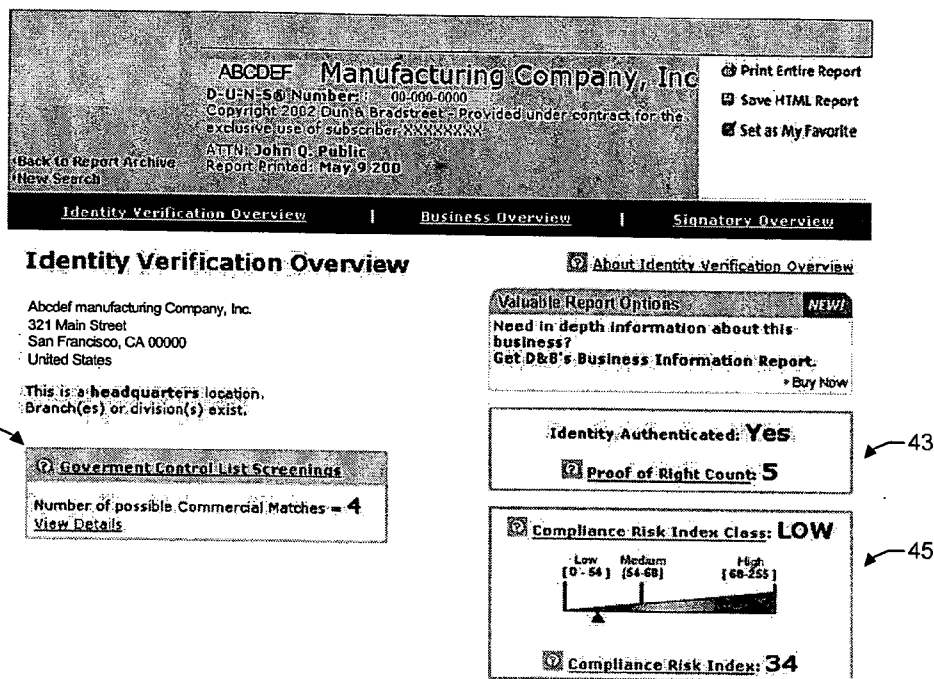 ABCDEF Manufacturing Company, Inc
D-U-N-S® Number: 00-000-0000
Copyright 2002 Dun & Bradstreet - Provided under contract for the
exclusive use of subscriber XXXXXXXX
ATTN: John Q. Public
Report Printed: May 9 200
Print Entire Report
Save HTML Report
Set as My Favorite
Back to Report Archive
New Search
Identity Verification Overview | Business Overview | Signatory Overview
Identity Verification Overview
About Identity Verification Overview
Abcdef manufacturing Company, Inc.
321 Main Street
San Francisco, CA 00000
United States
This is a headquarters location.
Branch(es) or division(s) exist.
Goverment Control List Screenings
Number of possible Commercial Matches = 4
View Details
Valuable Report Options NEW!
Need in depth information about this
business?
Get D&B's Business Information Report.
Buy Now
Identity Authenticated: Yes
Proof of Right Count: 5
43
Compliance Risk Index Class: LOW
45
Low Medium High
[0 - 54] [54-68] [68-255]
Compliance Risk Index: 34